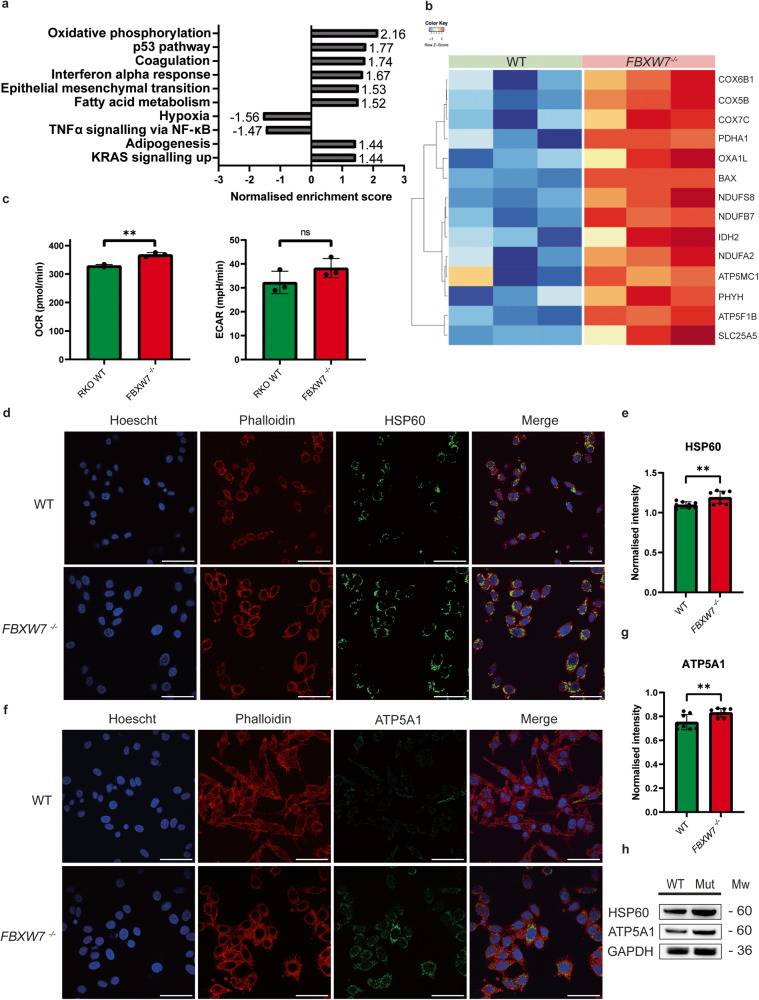 a
Oxidative phosphorylation 2.16
p53 pathway 1.77
Coagulation 1.74
Interferon alpha response 1.67
Epithelial mesenchymal transition 1.53
Fatty acid metabolism 1.52
Hypoxia -1.56
TNFα signalling via NF-κB -1.47
Adipogenesis 1.44
KRAS signalling up 1.44
-3 -2 -1 0 1 2 3
Normalised enrichment score
b
Color Key
-1 1
Row Z-Score
WT FBXW7-/-
COX6B1
COX5B
COX7C
PDHA1
OXA1L
BAX
NDUFS8
NDUFB7
IDH2
NDUFA2
ATP5MC1
PHYH
ATP5F1B
SLC25A5
c
**
OCR (pmol/min)
400
300
200
100
0
RKO WT
FBXW7 -/-
ns
ECAR (mpH/min)
50
40
30
20
10
0
RKO WT
FBXW7 -/-
d
Hoescht Phalloidin HSP60 Merge
WT
FBXW7 -/-
e
HSP60
**
Normalised intensity
1.5
1.0
0.5
0.0
WT
FBXW7 -/-
f
Hoescht Phalloidin ATP5A1 Merge
WT
FBXW7 -/-
g
ATP5A1
**
Normalised intensity
1.0
0.8
0.6
0.4
0.2
0.0
WT
FBXW7 -/-
h
WT Mut Mw
HSP60 - 60
ATP5A1 - 60
GAPDH - 36